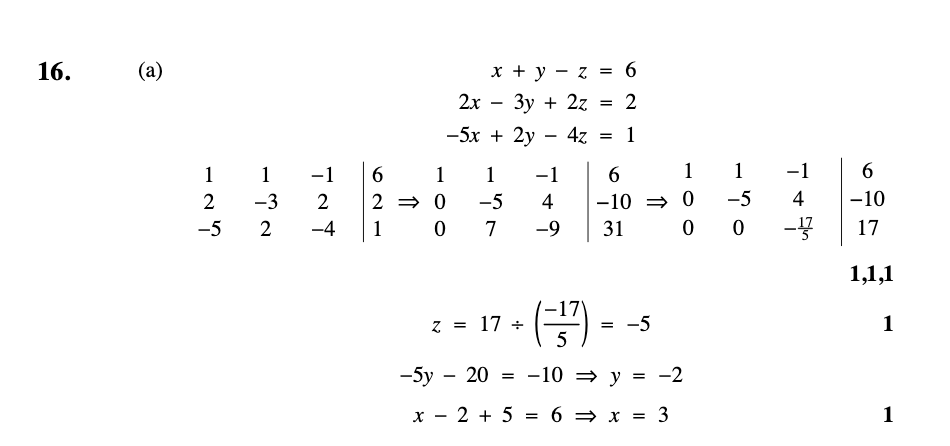 16. (a) x + y − z = 6
2x − 3y + 2z = 2
−5x + 2y − 4z = 1
1 1 −1 | 6 1 1 −1 | 6 1 1 −1 | 6
2 −3 2 | 2 ⇒ 0 −5 4 | −10 ⇒ 0 −5 4 | −10
−5 2 −4 | 1 0 7 −9 | 31 0 0 −17/5 | 17
1,1,1
z = 17 ÷ (−17/5) = −5 1
−5y − 20 = −10 ⇒ y = −2
x − 2 + 5 = 6 ⇒ x = 3 1